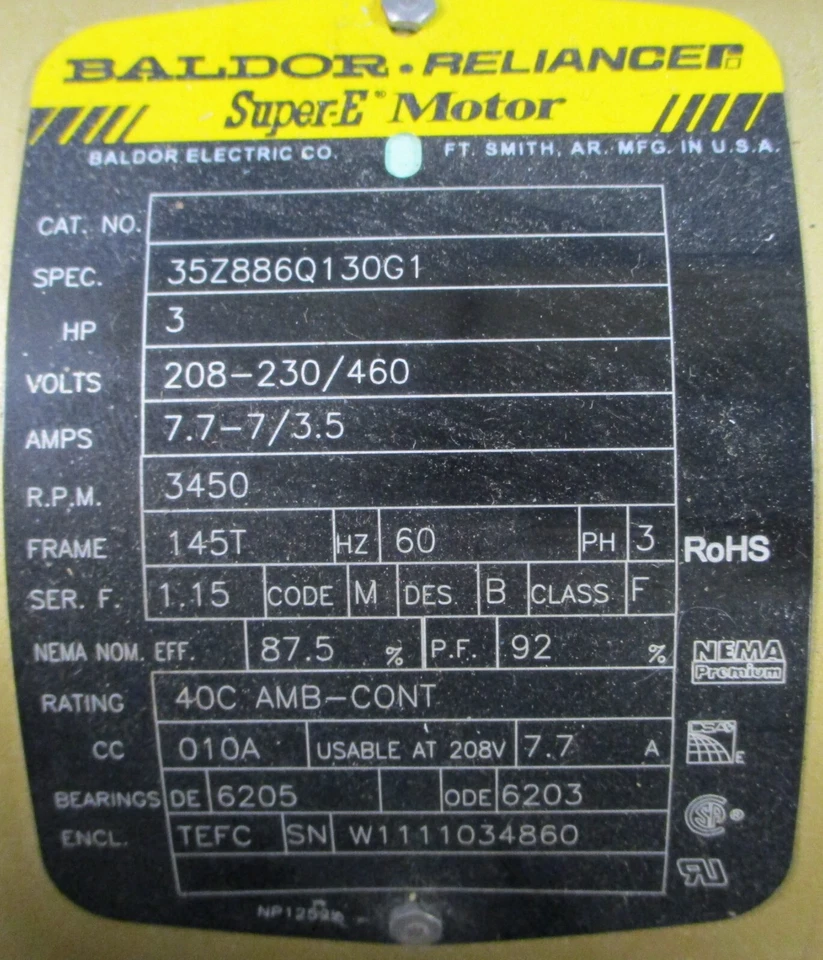 BALDOR • RELIANCER
Super-E® Motor
BALDOR ELECTRIC CO. FT. SMITH, AR. MFG. IN U.S.A.
CAT. NO.
SPEC. 35Z886Q130G1
HP 3
VOLTS 208-230/460
AMPS 7.7-7/3.5
R.P.M. 3450
FRAME 145T HZ 60 PH 3 RoHS
SER. F. 1.15 CODE M DES. B CLASS F
NEMA NOM. EFF. 87.5 % P.F. 92 %
NEMA
Premium
RATING 40C AMB-CONT
CC 010A USABLE AT 208V 7.7 A
E
BEARINGS DE 6205 ODE 6203
ENCL. TEFC SN W1111034860